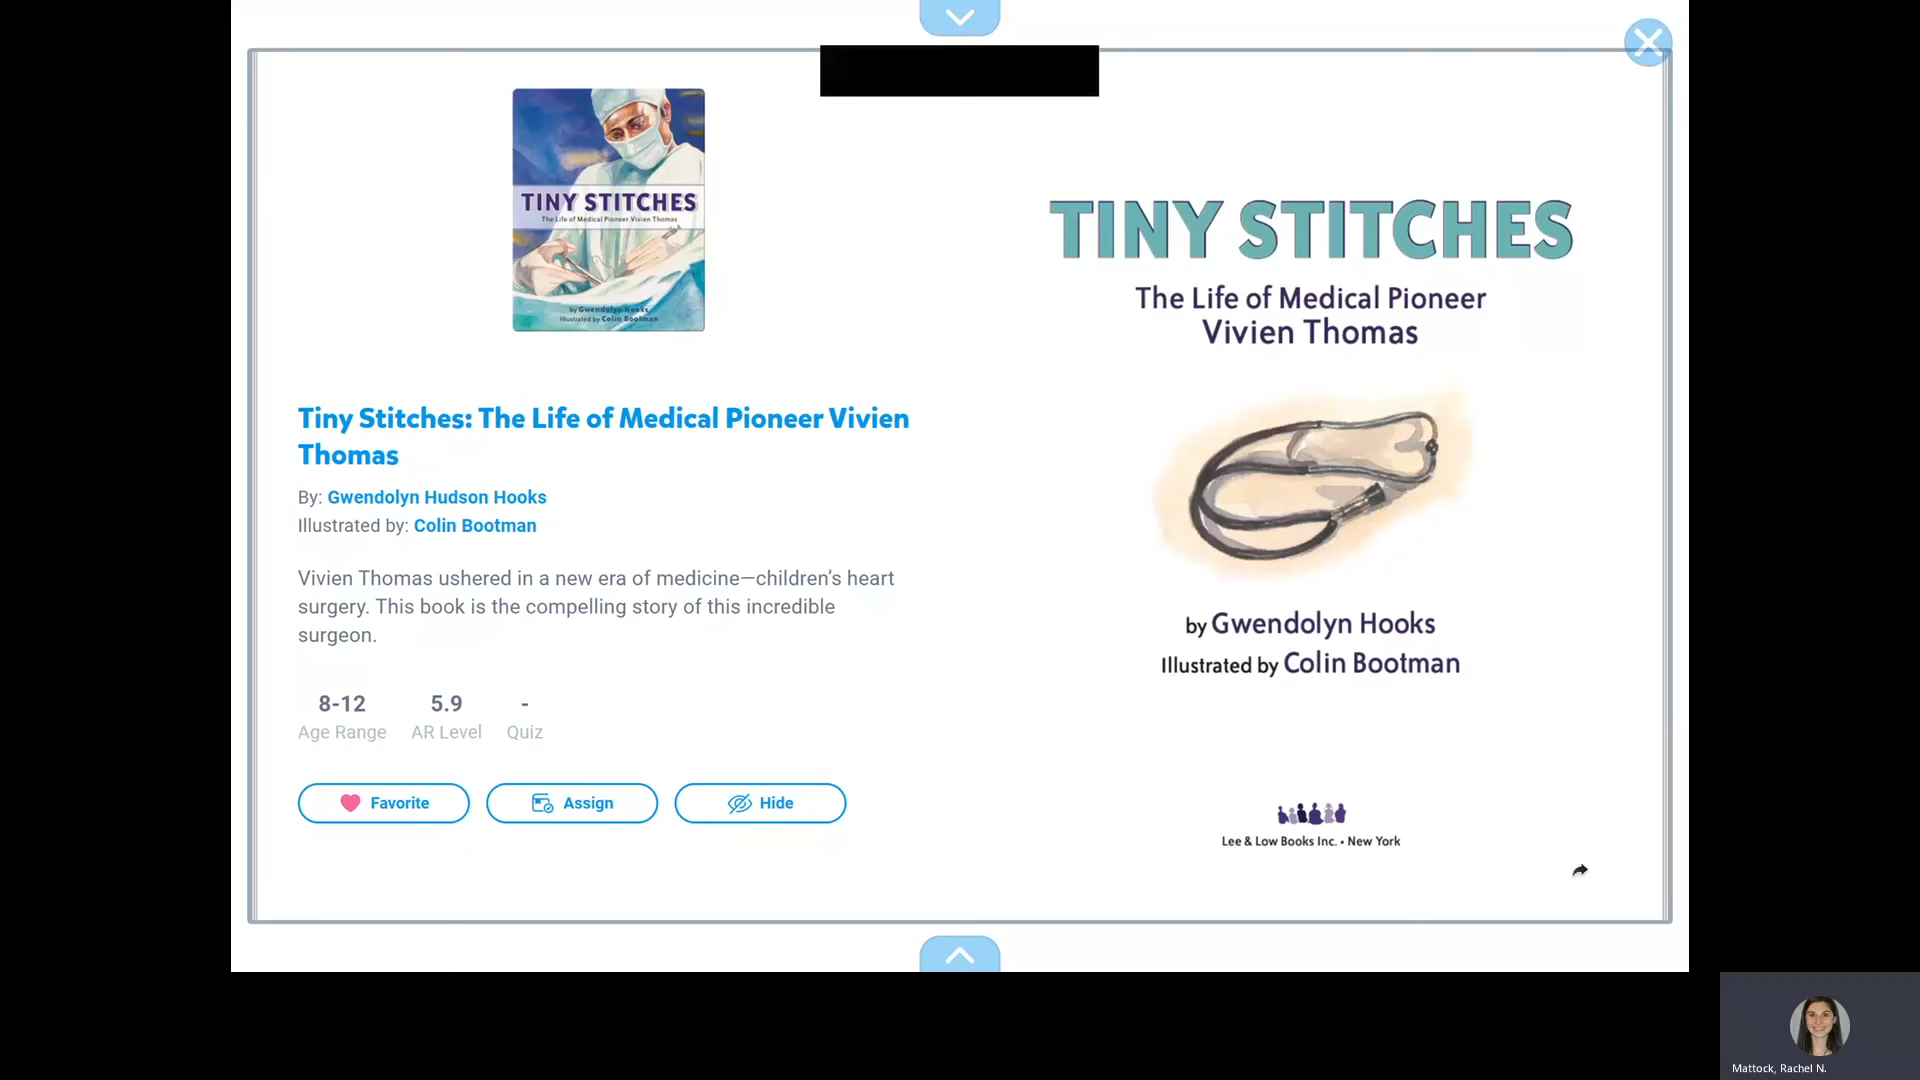 TINY STITCHES
The Life of Medical Pioneer Vivien Thomas
by Gwendolyn Hooks
Illustrated by Colin Bootman
Tiny Stitches: The Life of Medical Pioneer Vivien
Thomas
By: Gwendolyn Hudson Hooks
Illustrated by: Colin Bootman
Vivien Thomas ushered in a new era of medicine—children’s heart
surgery. This book is the compelling story of this incredible
surgeon.
8-12 5.9 -
Age Range AR Level Quiz
Favorite Assign Hide
TINY STITCHES
The Life of Medical Pioneer
Vivien Thomas
by Gwendolyn Hooks
Illustrated by Colin Bootman
Lee & Low Books Inc. • New York
Mattock, Rachel N.